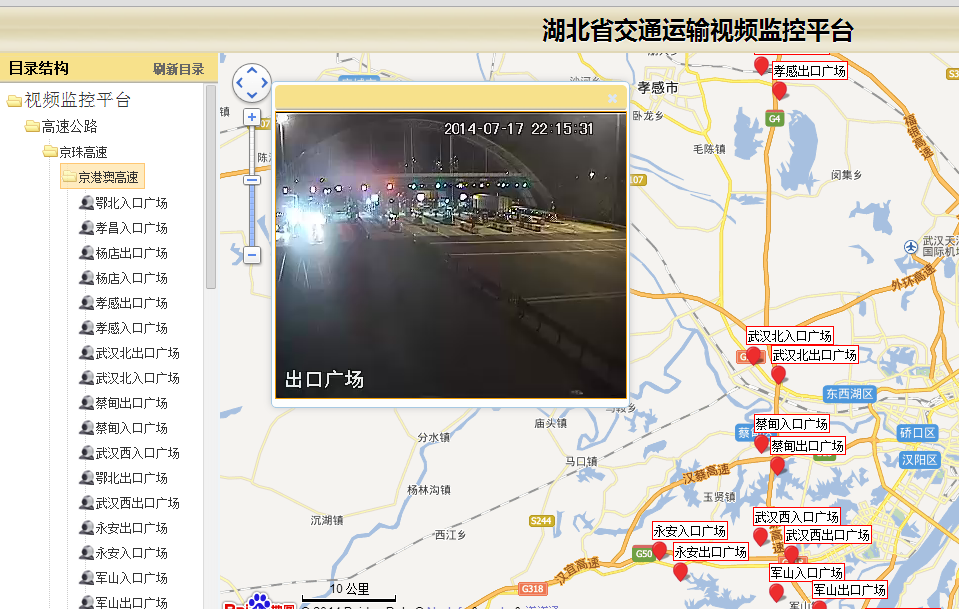 湖北省交通运输视频监控平台
目录结构
刷新目录
视频监控平台
高速公路
京珠高速
京港澳高速
鄂北入口广场
孝昌入口广场
杨店出口广场
杨店入口广场
孝感出口广场
孝感入口广场
武汉北出口广场
武汉北入口广场
蔡甸出口广场
蔡甸入口广场
武汉西入口广场
鄂北出口广场
武汉西出口广场
永安出口广场
永安入口广场
军山入口广场
军山出口广场
2014-07-17 22:15:31
出口广场
孝感出口广场
孝感市
卧龙乡
G4
福银高速
毛陈镇
闵集乡
107
武汉天河
国际机场
外环高速
武汉北入口广场
武汉北出口广场
东西湖区
蔡甸入口广场
硚口区
蔡甸出口广场
汉阳区
庙头镇
分水镇
马口镇
汉蔡高速
杨林沟镇
玉贤镇
沉湖镇
S244
西江乡
武汉西入口广场
武汉西出口广场
永安入口广场
G50
永安出口广场
汉宜高速
军山入口广场
G318
军山出口广场
10 公里